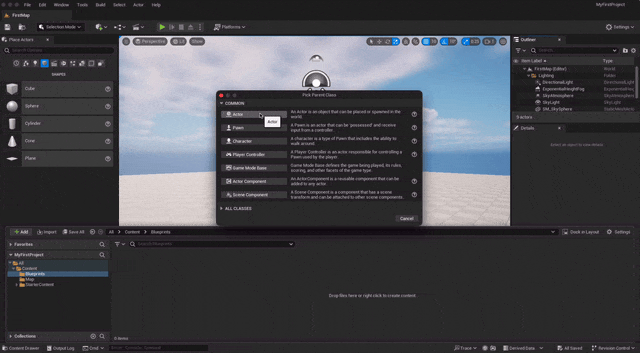 File Edit Window Tools Build Select Actor Help
MyFirstProject
FirstMap
Selection Mode
Platforms
Settings
Place Actors
SHAPES
Cube
Sphere
Cylinder
Cone
Plane
Perspective
Lit
Show
Pick Parent Class
COMMON
Actor
An Actor is an object that can be placed or spawned in the world.
Actor
Pawn
A Pawn is an actor that can be 'possessed' and receive input from a controller.
Character
A character is a type of Pawn that includes the ability to walk around.
Player Controller
A Player Controller is an actor responsible for controlling a Pawn used by the player.
Game Mode Base
Game Mode Base defines the game being played, its rules, scoring, and other facets of the game type.
Actor Component
An ActorComponent is a reusable component that can be added to any actor.
Scene Component
A Scene Component is a component that has a scene transform and can be attached to other scene components.
ALL CLASSES
Cancel
Outliner
Search...
Item Label
Type
FirstMap (Editor)
World
Lighting
Folder
DirectionalLight
DirectionalLight
ExponentialHeightFog
SkyAtmosphere
SkyAtmosphere
SkyLight
SkyLight
SM_SkySphere
5 actors
Details
Select an object to view details.
Add
Import
Save All
All
Content
Blueprints
Dock in Layout
Settings
Favorites
MyFirstProject
All
Content
Blueprints
Map
StarterContent
Search Blueprints
Drop files here or right click to create content.
Collections
0 items
Content Drawer
Output Log
Cmd
Trace
Derived Data
All Saved
Revision Control